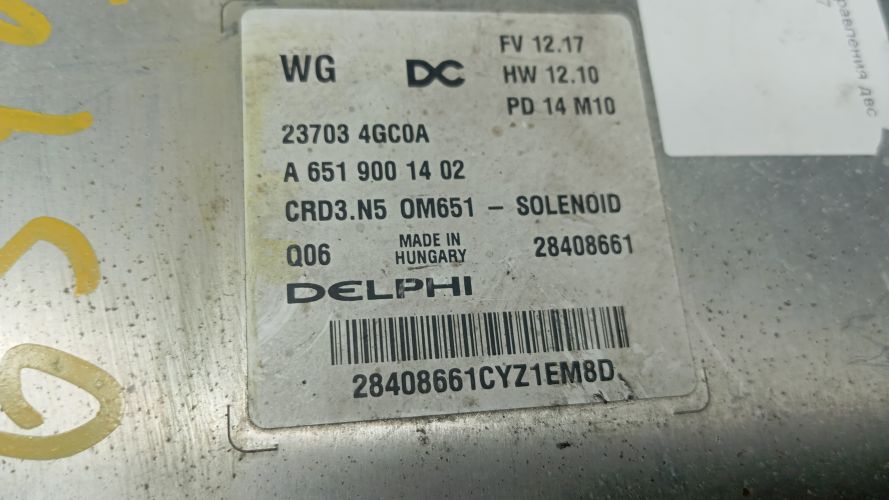 WG DC FV 12.17
HW 12.10
PD 14 M10
23703 4GC0A
A 651 900 14 02
CRD3.N5 OM651 – SOLENOID
Q06 MADE IN HUNGARY 28408661
DELPHI
28408661CYZ1EM8D
двс